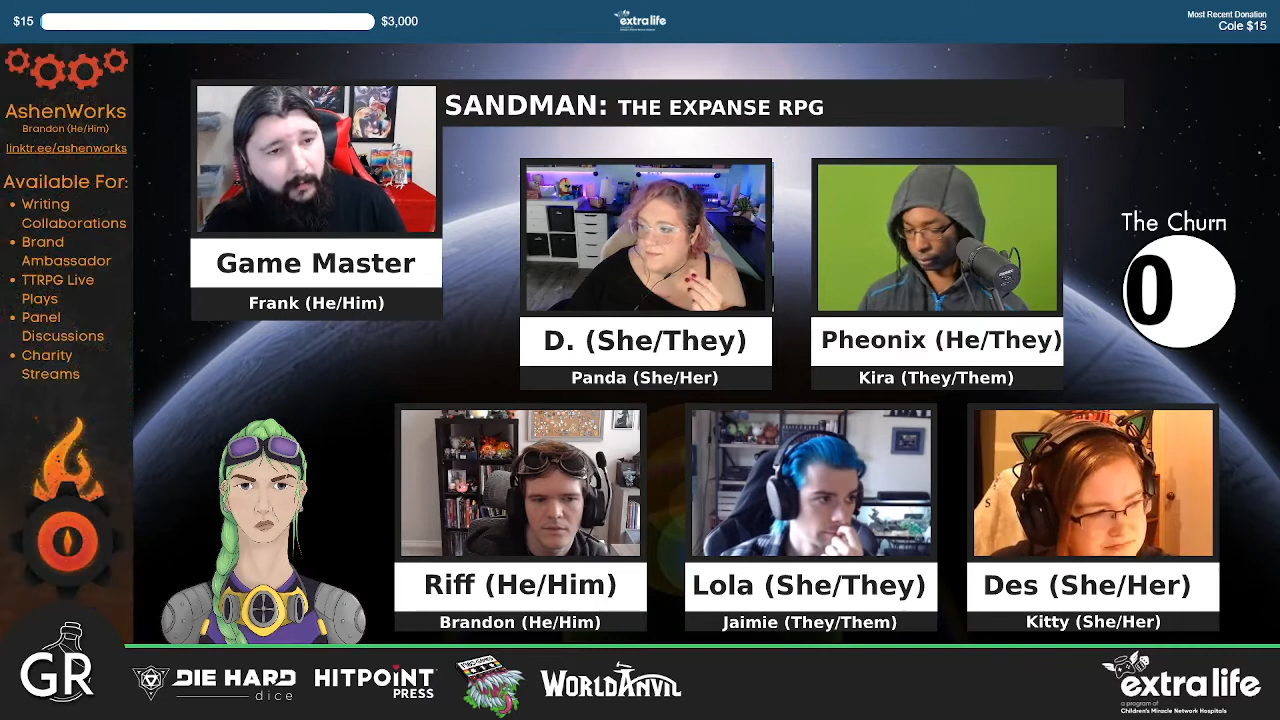 $15
$3,000
extra life
Most Recent Donation
Cole $15
AshenWorks
Brandon (He/Him)
linktr.ee/ashenworks
Available For:
• Writing
Collaborations
• Brand
Ambassador
• TTRPG Live
Plays
• Panel
Discussions
• Charity
Streams
SANDMAN: THE EXPANSE RPG
Game Master
Frank (He/Him)
D. (She/They)
Panda (She/Her)
Pheonix (He/They)
Kira (They/Them)
The Churn
0
Riff (He/Him)
Brandon (He/Him)
Lola (She/They)
Jaimie (They/Them)
Des (She/Her)
Kitty (She/Her)
GR
DIE HARD
dice
HITPOINT
PRESS
WORLDANVIL
extra life
a program of
Children's Miracle Network Hospitals